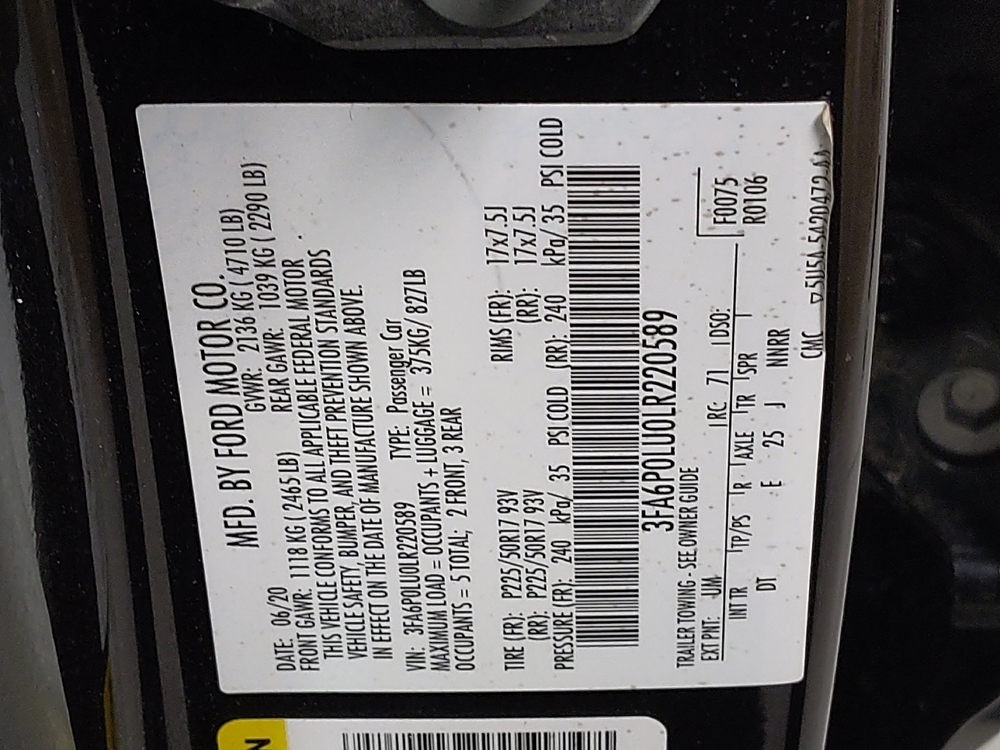 MFD. BY FORD MOTOR CO.
DATE: 06/20 GVWR: 2136 KG ( 4710 LB)
FRONT GAWR: 1118 KG ( 2465 LB) REAR GAWR: 1039 KG ( 2290 LB)
THIS VEHICLE CONFORMS TO ALL APPLICABLE FEDERAL MOTOR
VEHICLE SAFETY, BUMPER, AND THEFT PREVENTION STANDARDS
IN EFFECT ON THE DATE OF MANUFACTURE SHOWN ABOVE.
VIN: 3FA6P0LU0LR220589 TYPE: Passenger Car
MAXIMUM LOAD = OCCUPANTS + LUGGAGE = 375KG/ 827LB
OCCUPANTS = 5 TOTAL; 2 FRONT, 3 REAR
TIRE (FR): P225/50R17 93V RIMS (FR): 17x7.5J
(RR): P225/50R17 93V (RR): 17x7.5J
PRESSURE (FR): 240 kPa/ 35 PSI COLD (RR): 240 kPa/ 35 PSI COLD
3FA6P0LU0LR220589
TRAILER TOWING - SEE OWNER GUIDE
EXT PNT: UM RC: 71 DSO: F0075
INT TR TP/PS R AXLE TR SPR R0106
DT E 25 J NNRR
CMC ▽5U5A-5420472-AA
N